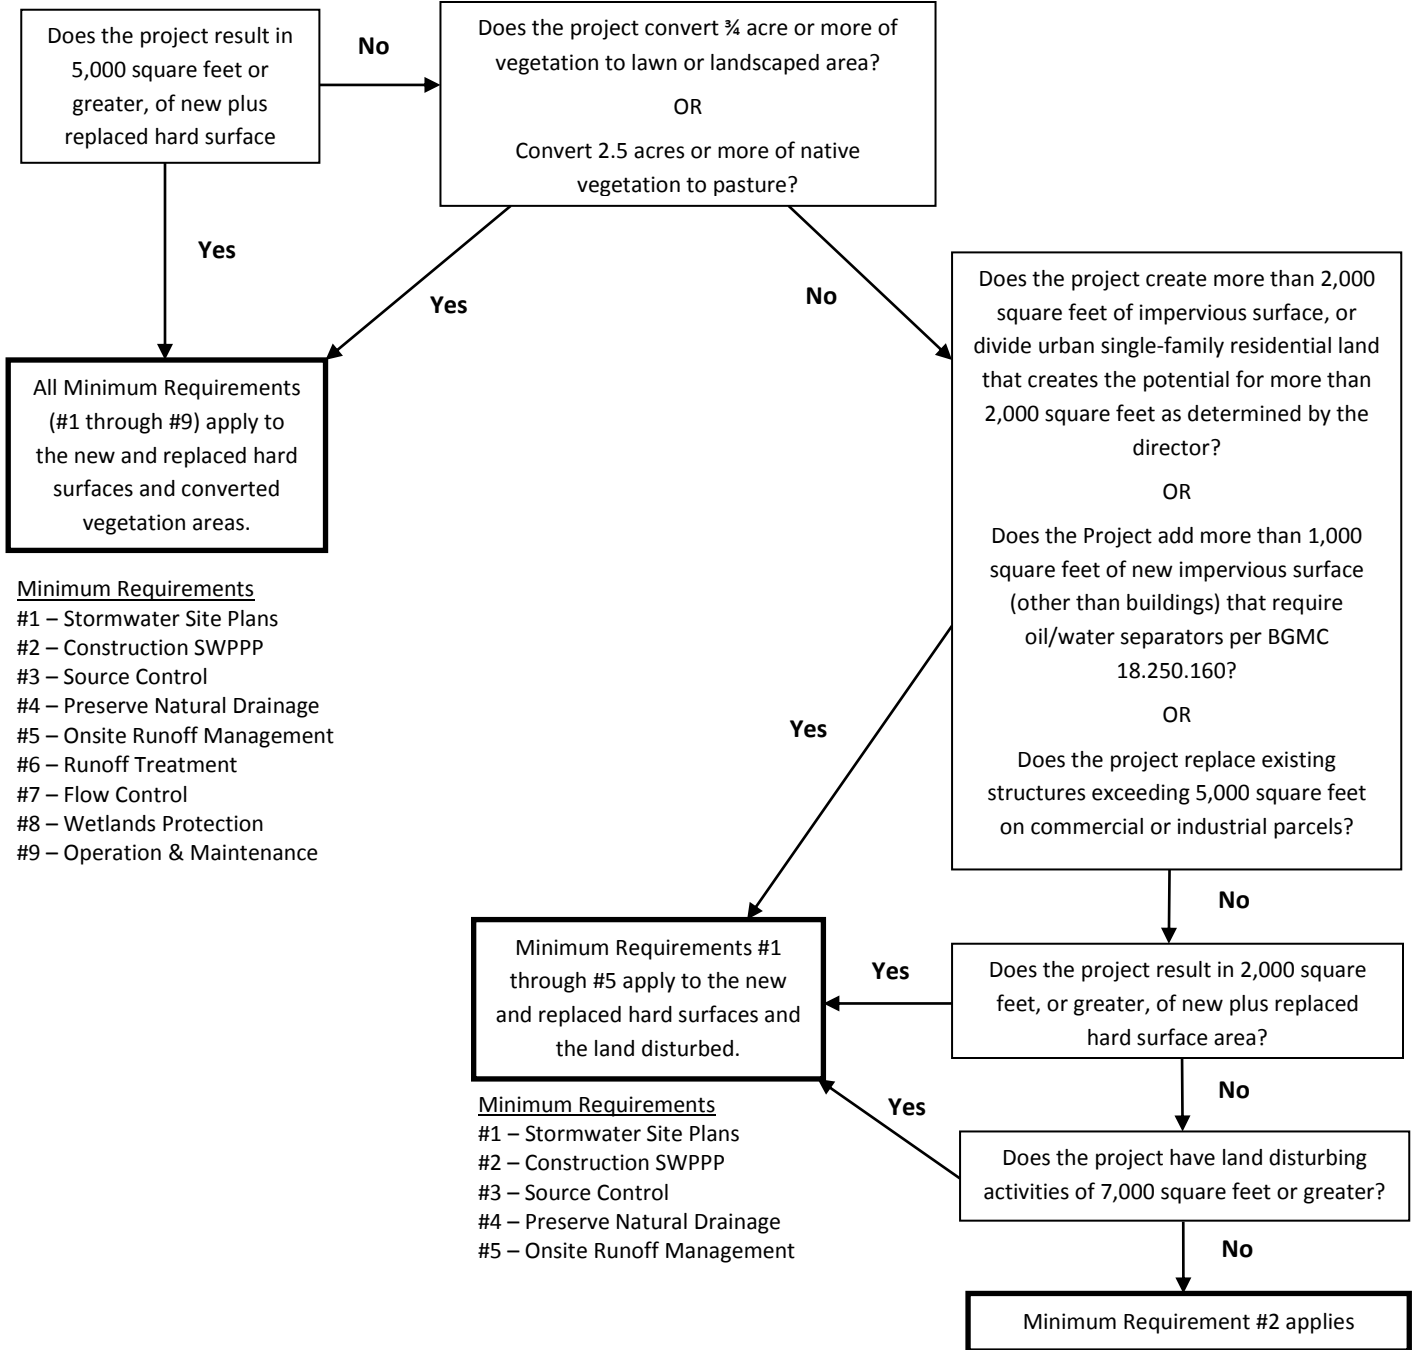 Does the project result in
5,000 square feet or
greater, of new plus
replaced hard surface
No
Does the project convert ¾ acre or more of
vegetation to lawn or landscaped area?
OR
Convert 2.5 acres or more of native
vegetation to pasture?
Yes
Yes
No
All Minimum Requirements
(#1 through #9) apply to
the new and replaced hard
surfaces and converted
vegetation areas.
Minimum Requirements
#1 – Stormwater Site Plans
#2 – Construction SWPPP
#3 – Source Control
#4 – Preserve Natural Drainage
#5 – Onsite Runoff Management
#6 – Runoff Treatment
#7 – Flow Control
#8 – Wetlands Protection
#9 – Operation & Maintenance
Does the project create more than 2,000
square feet of impervious surface, or
divide urban single-family residential land
that creates the potential for more than
2,000 square feet as determined by the
director?
OR
Does the Project add more than 1,000
square feet of new impervious surface
(other than buildings) that require
oil/water separators per BGMC
18.250.160?
OR
Does the project replace existing
structures exceeding 5,000 square feet
on commercial or industrial parcels?
Yes
No
Minimum Requirements #1
through #5 apply to the new
and replaced hard surfaces and
the land disturbed.
Yes
Does the project result in 2,000 square
feet, or greater, of new plus replaced
hard surface area?
No
Minimum Requirements
#1 – Stormwater Site Plans
#2 – Construction SWPPP
#3 – Source Control
#4 – Preserve Natural Drainage
#5 – Onsite Runoff Management
Yes
Does the project have land disturbing
activities of 7,000 square feet or greater?
No
Minimum Requirement #2 applies